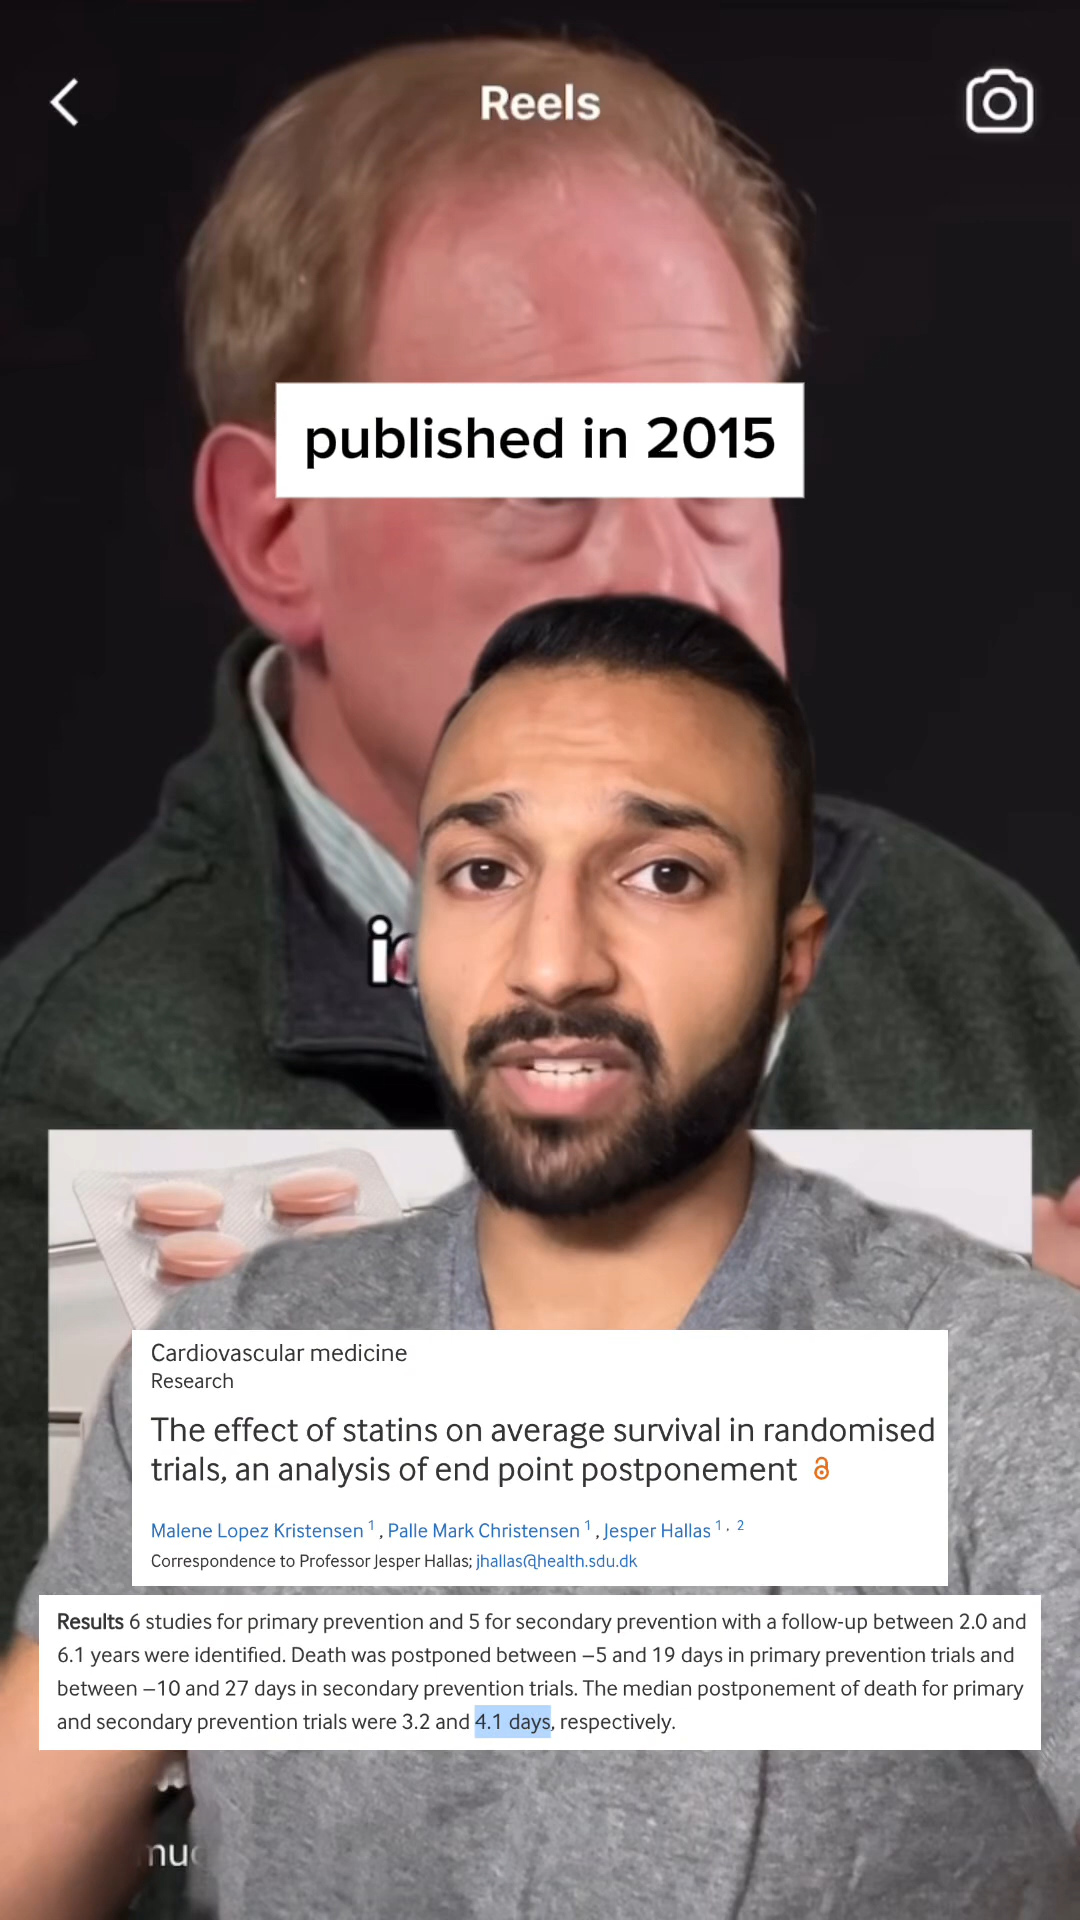 Reels
published in 2015
Cardiovascular medicine
Research
The effect of statins on average survival in randomised
trials, an analysis of end point postponement
Malene Lopez Kristensen 1, Palle Mark Christensen 1, Jesper Hallas 1, 2
Correspondence to Professor Jesper Hallas; jhallas@health.sdu.dk
Results 6 studies for primary prevention and 5 for secondary prevention with a follow-up between 2.0 and
6.1 years were identified. Death was postponed between −5 and 19 days in primary prevention trials and
between −10 and 27 days in secondary prevention trials. The median postponement of death for primary
and secondary prevention trials were 3.2 and 4.1 days, respectively.